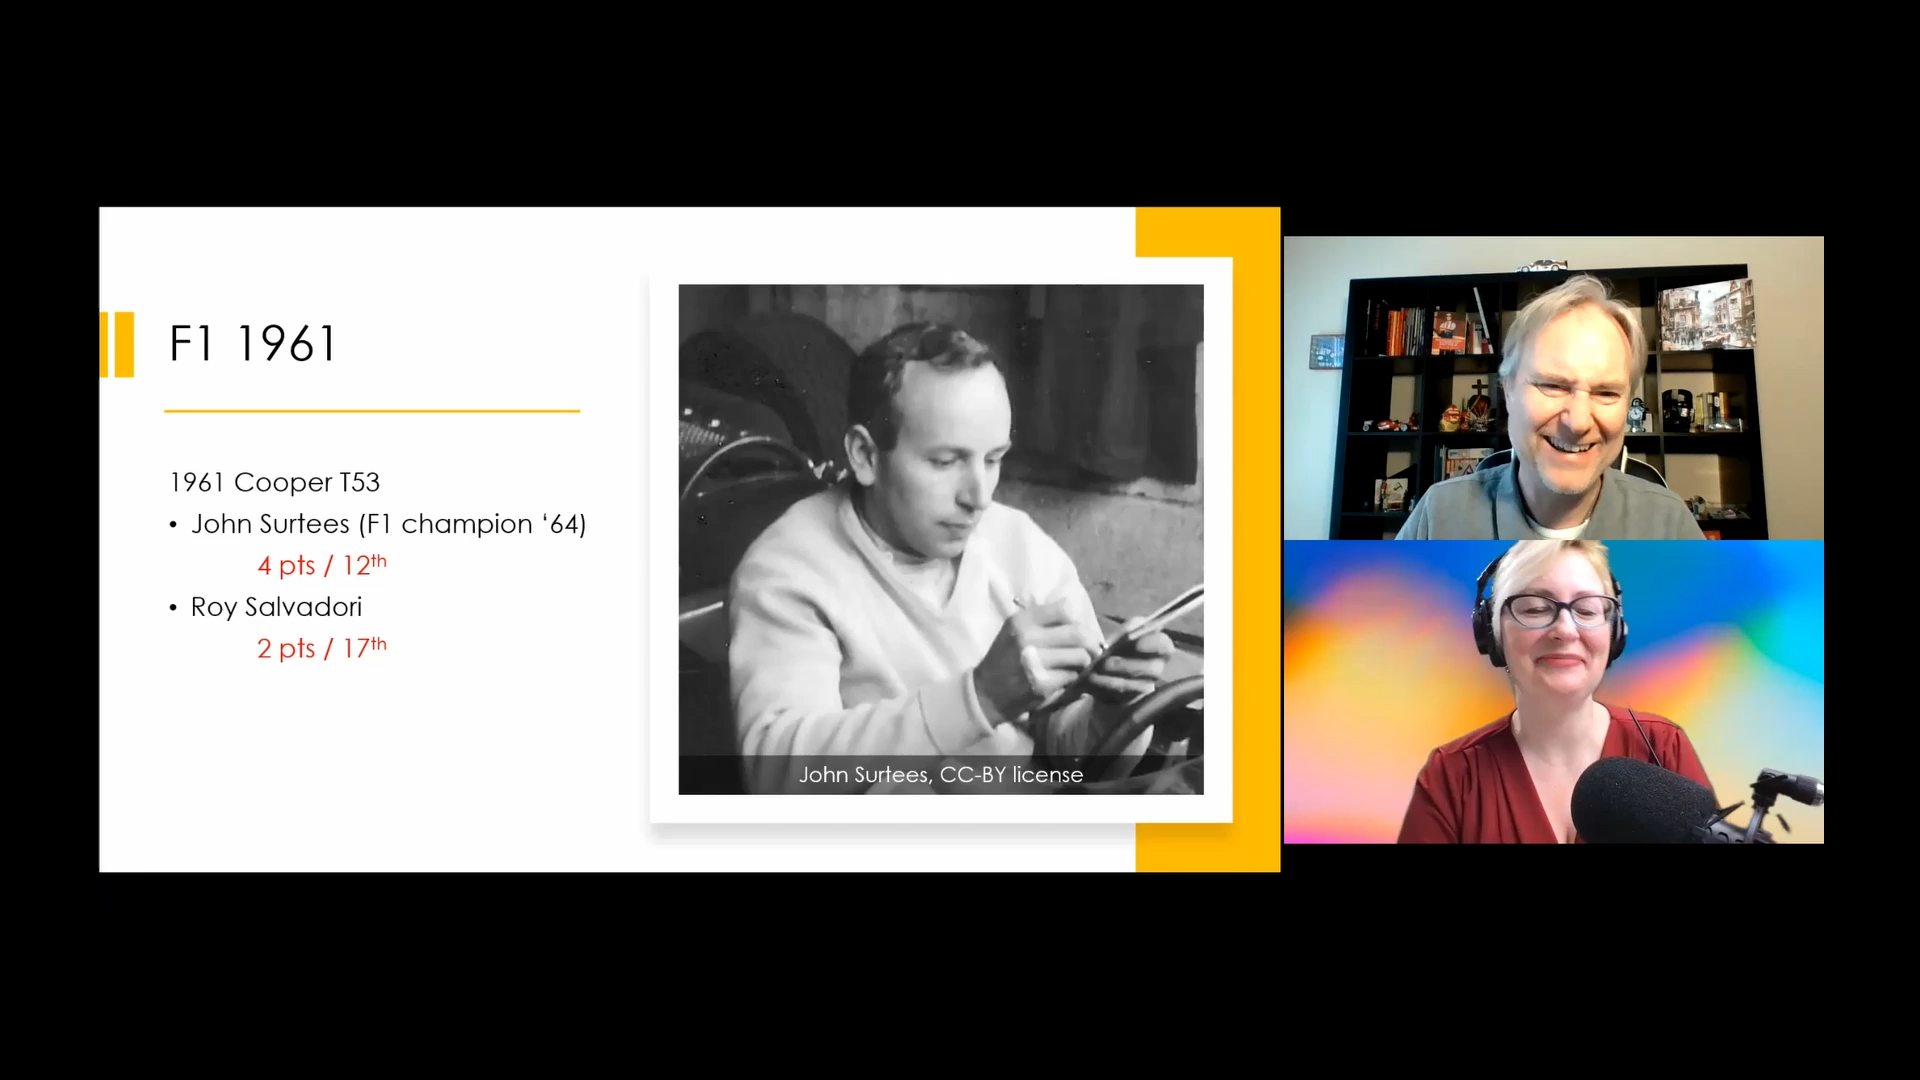 F1 1961
1961 Cooper T53
• John Surtees (F1 champion ‘64)
4 pts / 12th
• Roy Salvadori
2 pts / 17th
John Surtees, CC-BY license